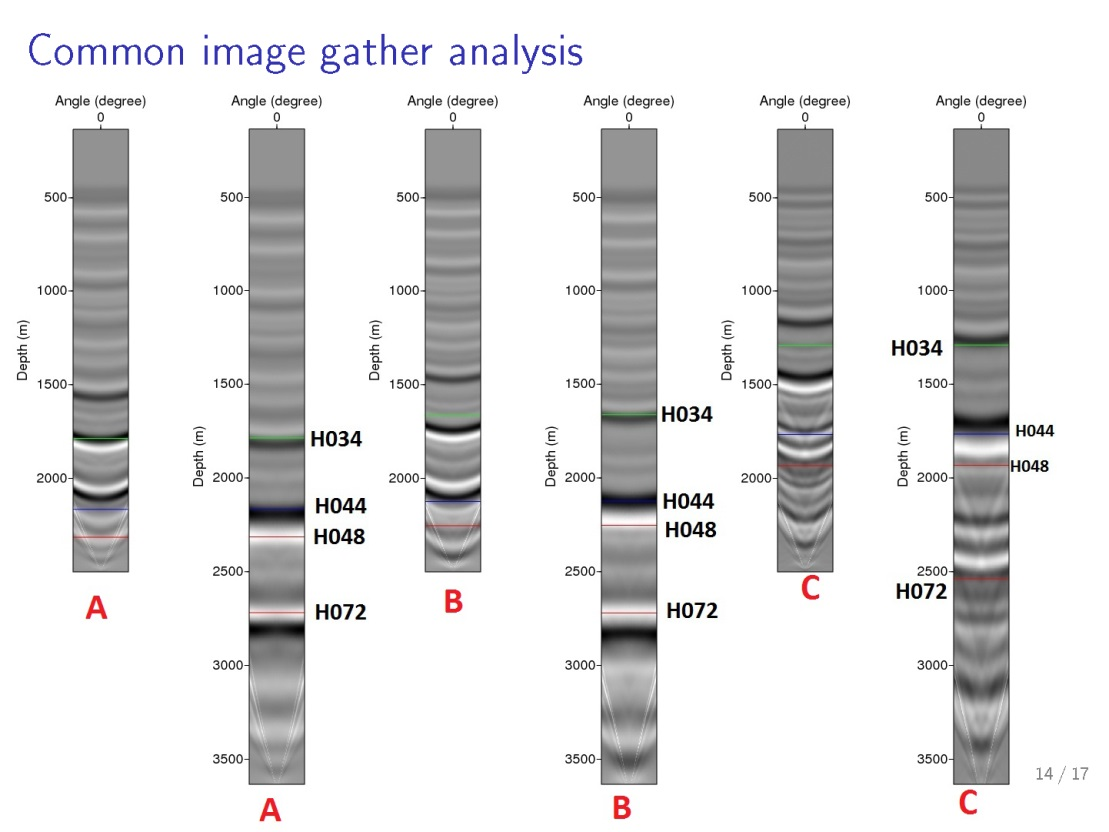 Common image gather analysis
Angle (degree)
0
500
1000
1500
2000
Depth (m)
A
Angle (degree)
0
500
1000
1500
2000
2500
3000
3500
Depth (m)
H034
H044
H048
H072
A
Angle (degree)
0
500
1000
1500
2000
Depth (m)
B
Angle (degree)
0
500
1000
1500
2000
2500
3000
3500
Depth (m)
H034
H044
H048
H072
B
Angle (degree)
0
500
1000
1500
2000
Depth (m)
C
Angle (degree)
0
500
1000
1500
2000
2500
3000
3500
Depth (m)
H034
H044
H048
H072
C
14 / 17